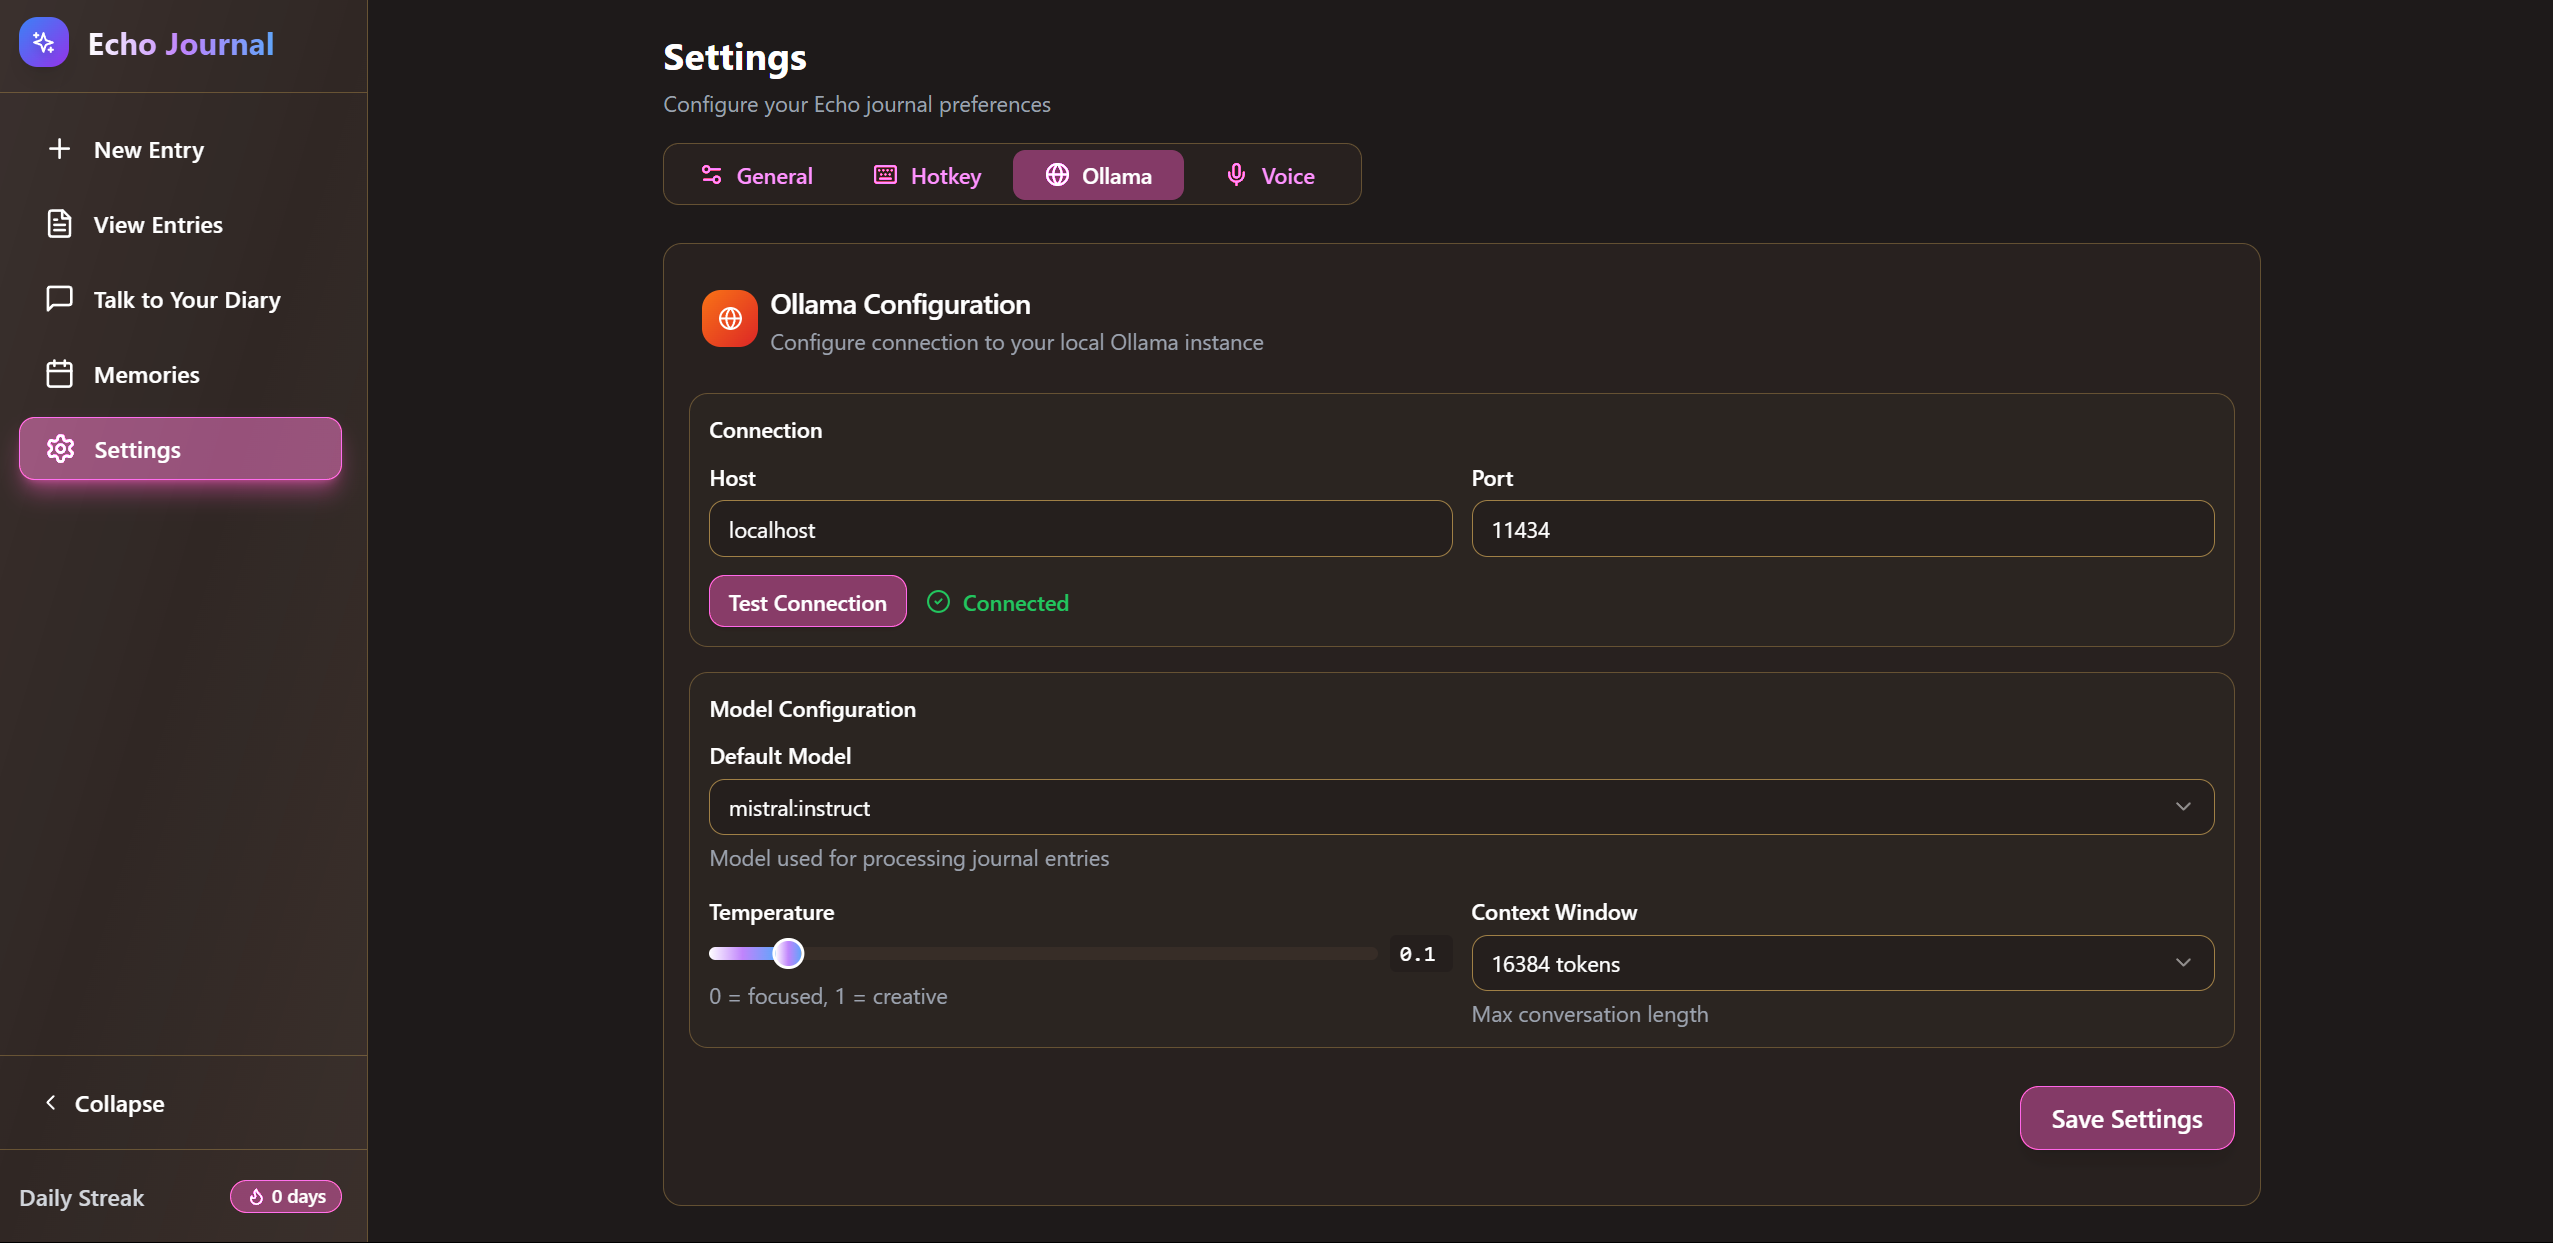 Echo Journal
New Entry
View Entries
Talk to Your Diary
Memories
Settings
Collapse
Daily Streak
0 days
Settings
Configure your Echo journal preferences
General
Hotkey
Ollama
Voice
Ollama Configuration
Configure connection to your local Ollama instance
Connection
Host
Port
localhost
11434
Test Connection
Connected
Model Configuration
Default Model
mistral:instruct
Model used for processing journal entries
Temperature
0.1
0 = focused, 1 = creative
Context Window
16384 tokens
Max conversation length
Save Settings